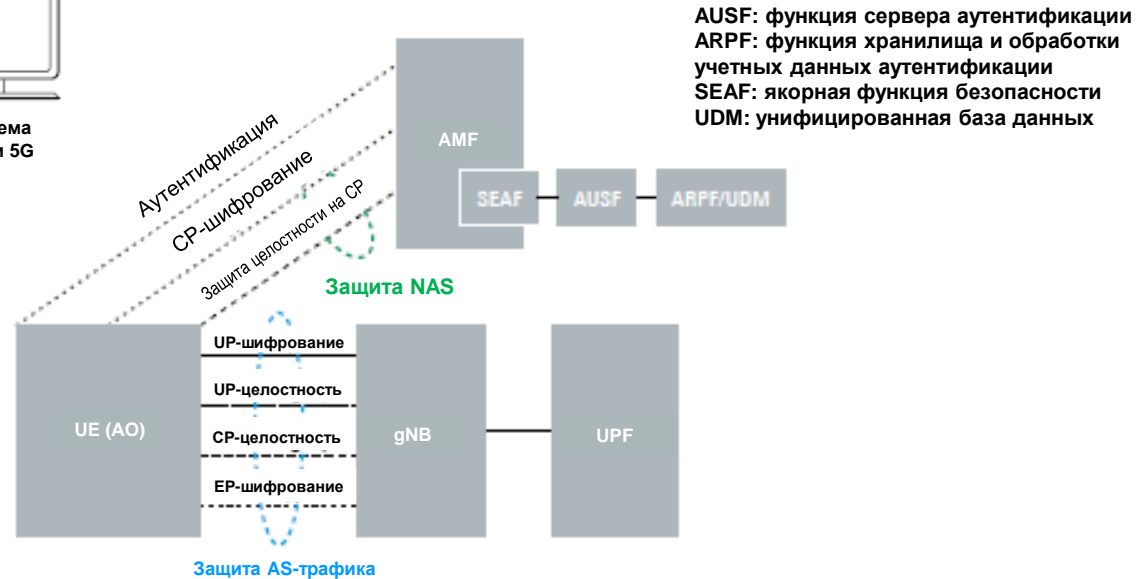 AUSF: функция сервера аутентификации
ARPF: функция хранилища и обработки
учетных данных аутентификации
SEAF: якорная функция безопасности
UDM: унифицированная база данных
ема
и 5G
AMF
Аутентификация
CP-шифрование
Защита целостности на CP
SEAF
AUSF
ARPF/UDM
Защита NAS
UP-шифрование
UP-целостность
UE (AO)
CP-целостность
gNB
UPF
EP-шифрование
Защита AS-трафика